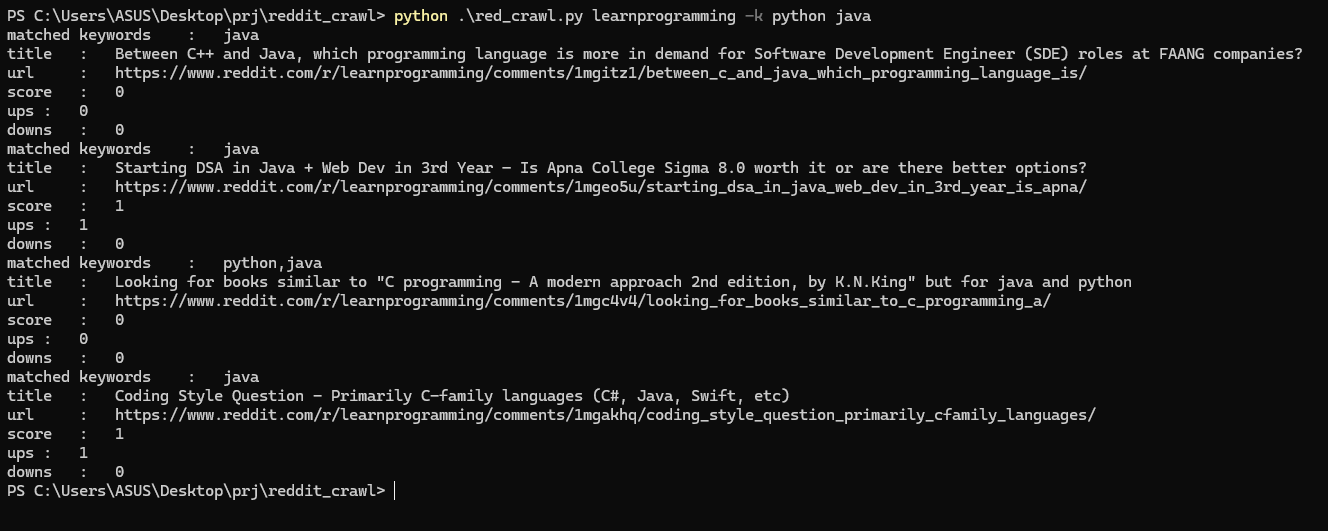 PS C:\Users\ASUS\Desktop\prj\reddit_crawl> python .\red_crawl.py learnprogramming -k python java
matched keywords    :   java
title   :   Between C++ and Java, which programming language is more in demand for Software Development Engineer (SDE) roles at FAANG companies?
url     :   https://www.reddit.com/r/learnprogramming/comments/1mgitz1/between_c_and_java_which_programming_language_is/
score   :   0
ups :   0
downs   :   0
matched keywords    :   java
title   :   Starting DSA in Java + Web Dev in 3rd Year – Is Apna College Sigma 8.0 worth it or are there better options?
url     :   https://www.reddit.com/r/learnprogramming/comments/1mgeo5u/starting_dsa_in_java_web_dev_in_3rd_year_is_apna/
score   :   1
ups :   1
downs   :   0
matched keywords    :   python,java
title   :   Looking for books similar to "C programming - A modern approach 2nd edition, by K.N.King" but for java and python
url     :   https://www.reddit.com/r/learnprogramming/comments/1mgc4v4/looking_for_books_similar_to_c_programming_a/
score   :   0
ups :   0
downs   :   0
matched keywords    :   java
title   :   Coding Style Question - Primarily C-family languages (C#, Java, Swift, etc)
url     :   https://www.reddit.com/r/learnprogramming/comments/1mgakhq/coding_style_question_primarily_cfamily_languages/
score   :   1
ups :   1
downs   :   0
PS C:\Users\ASUS\Desktop\prj\reddit_crawl>